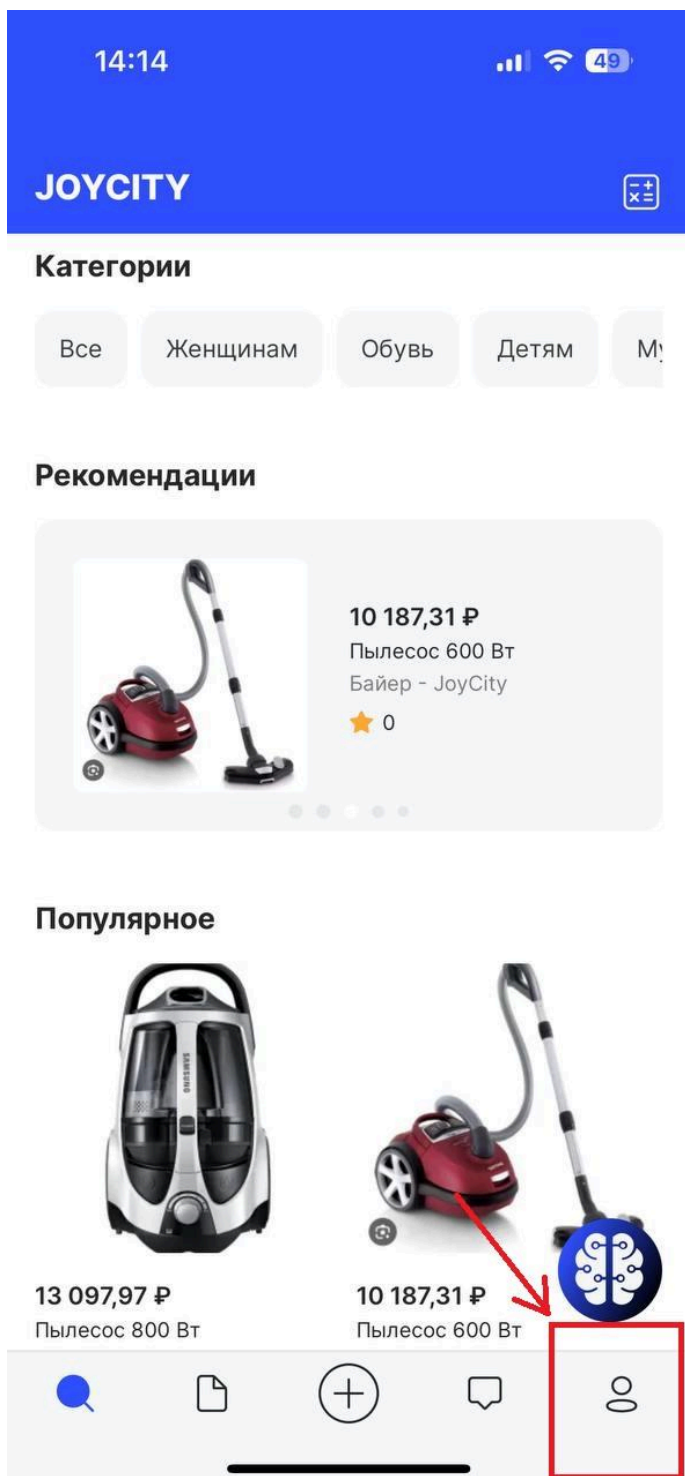 14:14
49
JOYCITY
Категории
Все
Женщинам
Обувь
Детям
Му
Рекомендации
10 187,31 ₽
Пылесос 600 Вт
Байер - JoyCity
0
Популярное
SAMSUNG
13 097,97 ₽
Пылесос 800 Вт
10 187,31 ₽
Пылесос 600 Вт